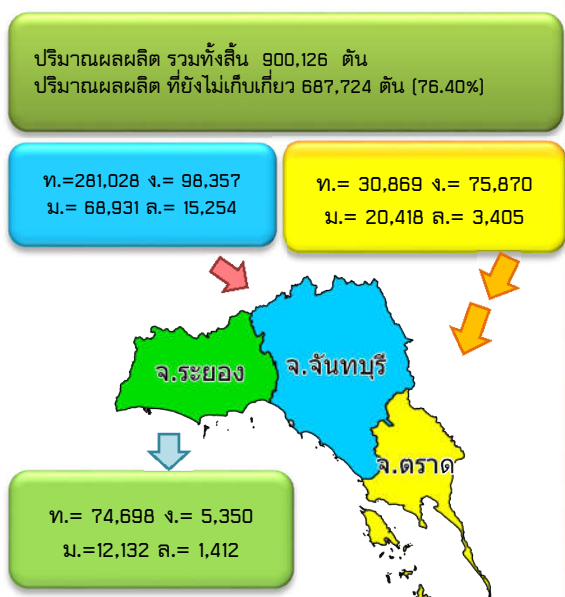 ปริมาณผลผลิต รวมทั้งสิ้น 900,126 ตัน
ปริมาณผลผลิต ที่ยังไม่เก็บเกี่ยว 687,724 ตัน (76.40%)
ท.=281,028 ง.= 98,357
ม.= 68,931 ล.= 15,254
ท.= 30,869 ง.= 75,870
ม.= 20,418 ล.= 3,405
จ.ระยอง
จ.จันทบุรี
จ.ตราด
ท.= 74,698 ง.= 5,350
ม.=12,132 ล.= 1,412